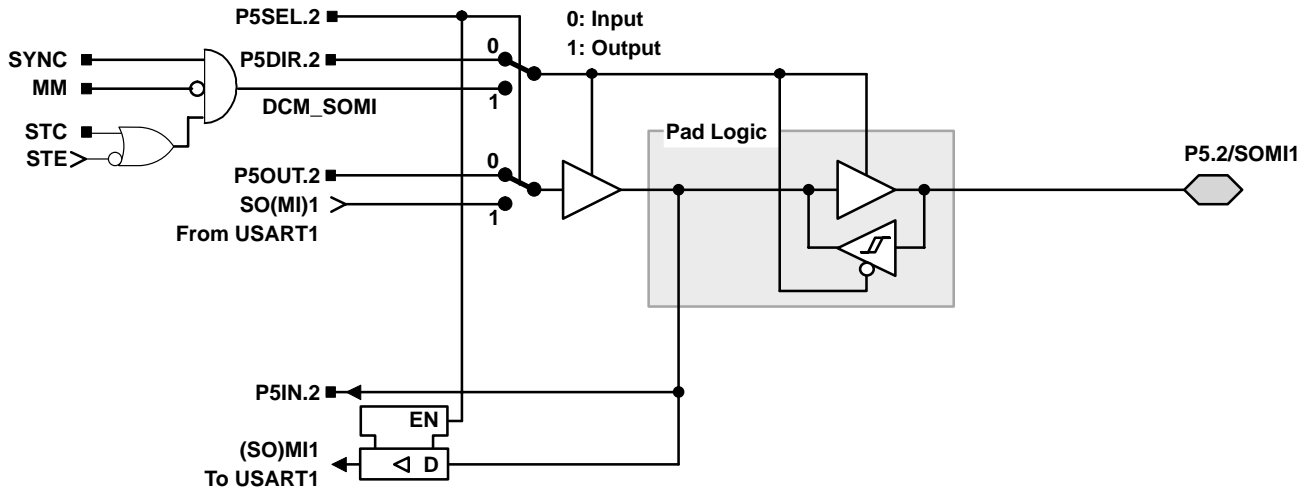 P5SEL.2
0: Input
1: Output
SYNC
P5DIR.2
0
MM
1
DCM_SOMI
STC
STE
Pad Logic
P5.2/SOMI1
P5OUT.2
0
SO(MI)1
1
From USART1
P5IN.2
EN
(SO)MI1
D
To USART1